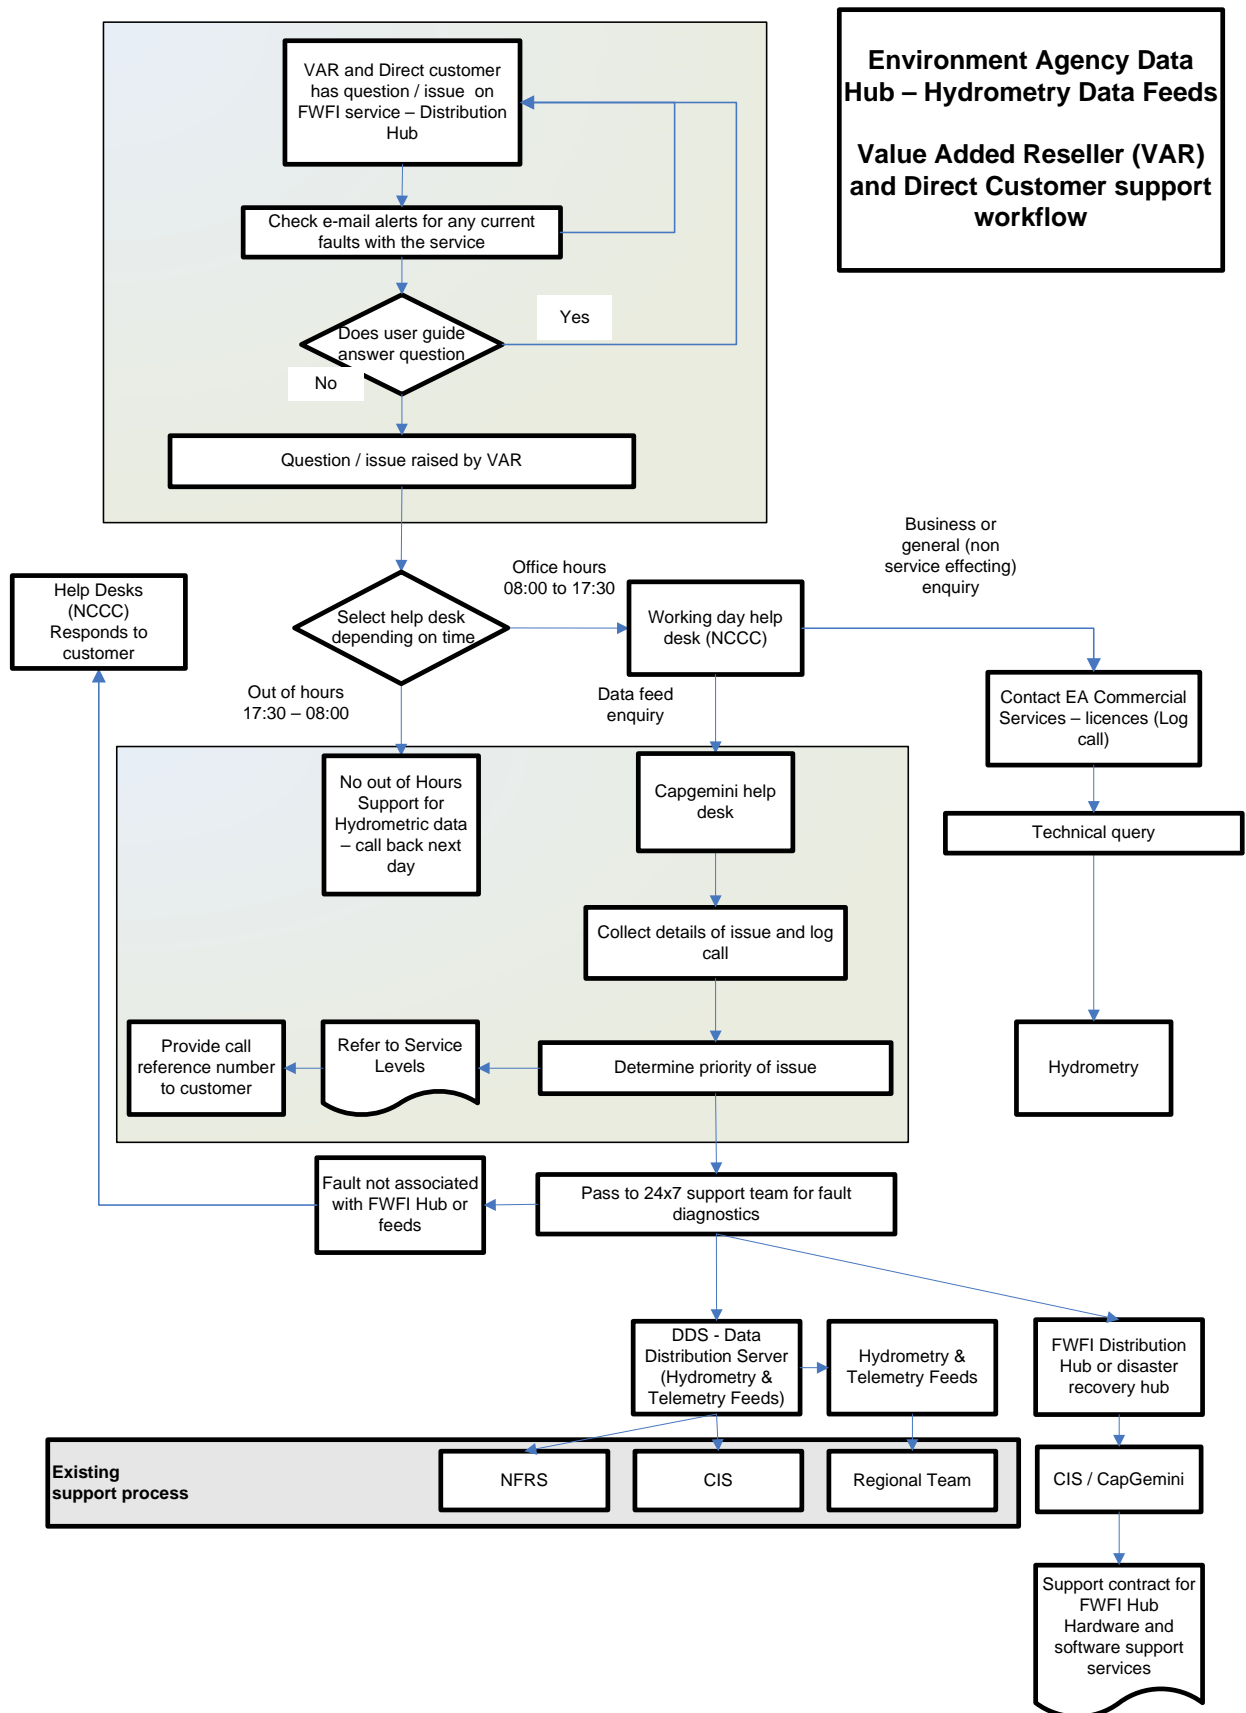 Environment Agency Data
Hub – Hydrometry Data Feeds
Value Added Reseller (VAR)
and Direct Customer support
workflow
VAR and Direct customer
has question / issue  on
FWFI service – Distribution
Hub
Check e-mail alerts for any current
faults with the service
Does user guide
answer question
Yes
No
Question / issue raised by VAR
Business or
general (non
service effecting)
enquiry
Office hours
08:00 to 17:30
Help Desks
(NCCC)
Responds to
customer
Select help desk
depending on time
Working day help
desk (NCCC)
Out of hours
17:30 – 08:00
Data feed
enquiry
Contact EA Commercial
Services – licences (Log
call)
No out of Hours
Support for
Hydrometric data
– call back next
day
Capgemini help
desk
Technical query
Collect details of issue and log
call
Provide call
reference number
to customer
Refer to Service
Levels
Determine priority of issue
Hydrometry
Fault not associated
with FWFI Hub or
feeds
Pass to 24x7 support team for fault
diagnostics
DDS - Data
Distribution Server
(Hydrometry &
Telemetry Feeds)
Hydrometry &
Telemetry Feeds
FWFI Distribution
Hub or disaster
recovery hub
Existing
support process
NFRS
CIS
Regional Team
CIS / CapGemini
Support contract for
FWFI Hub
Hardware and
software support
services